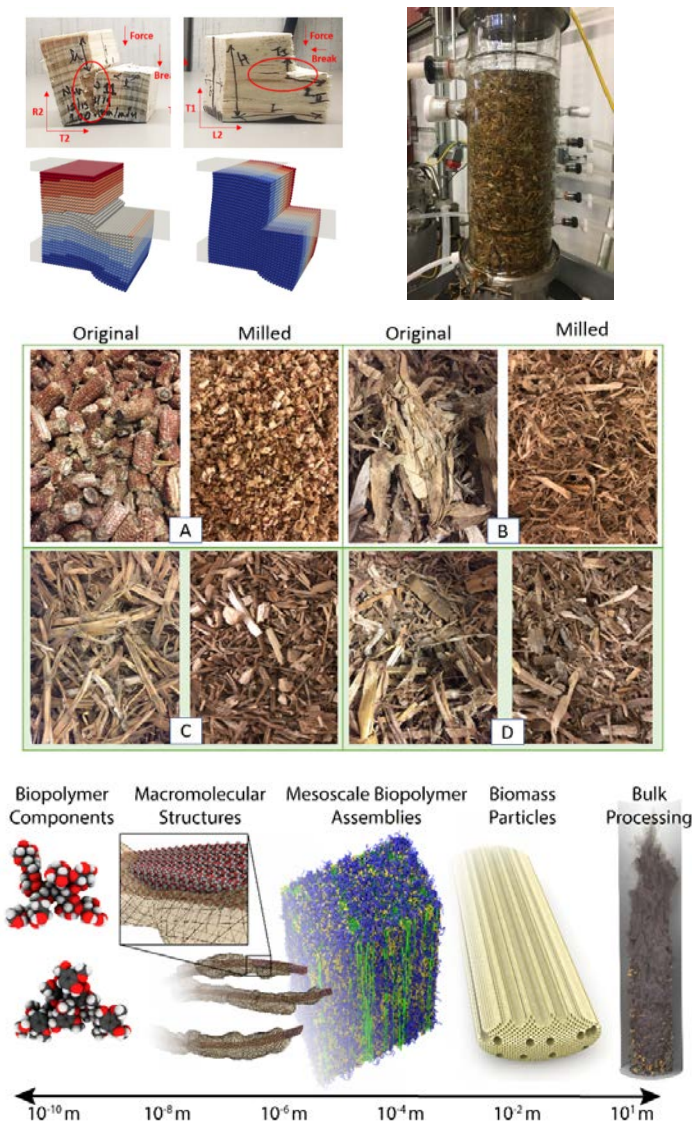 Force
Break
R2
T2
Force
Break
T1
L2
H
L
Original Milled Original Milled
A
B
C
D
Biopolymer Components
Macromolecular Structures
Mesoscale Biopolymer Assemblies
Biomass Particles
Bulk Processing
10⁻¹⁰ m 10⁻⁸ m 10⁻⁶ m 10⁻⁴ m 10⁻² m 10¹ m